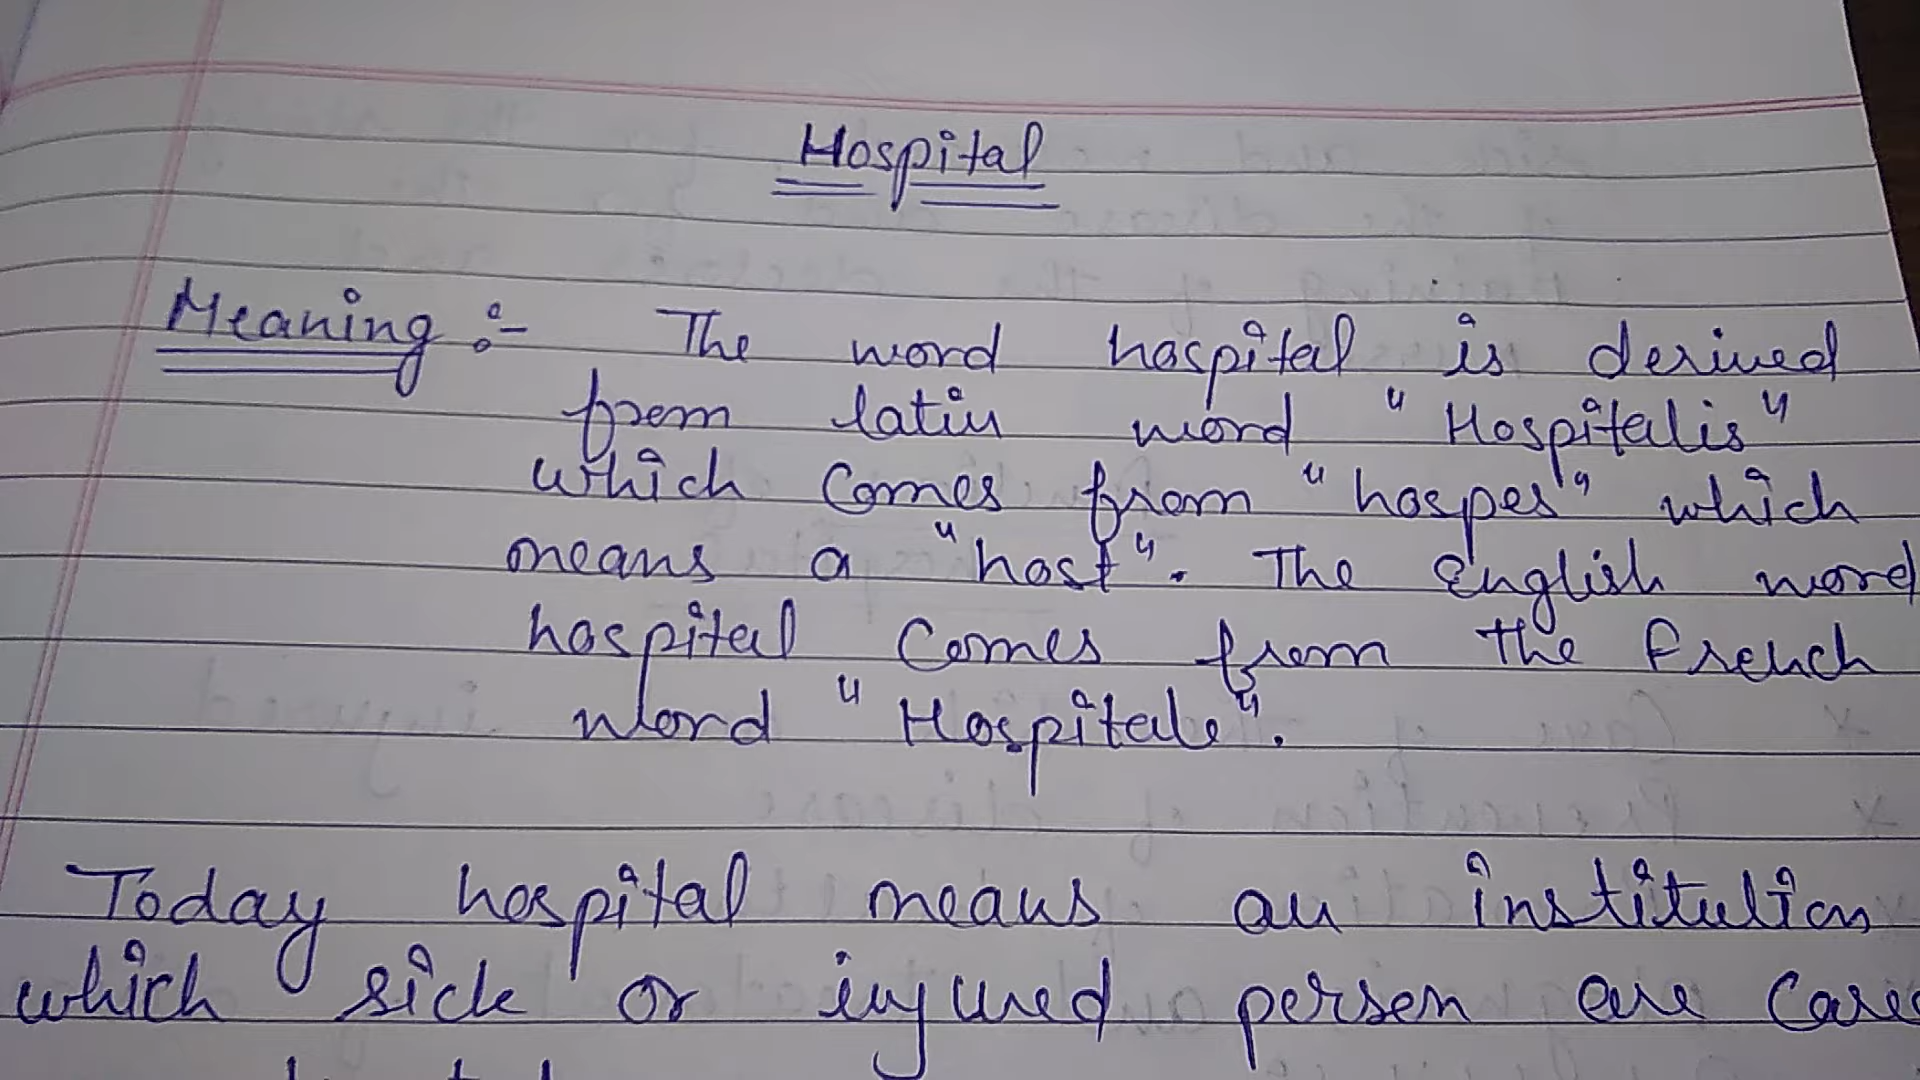 Hospital
Meaning :- The word hospital is derived
from latin word "Hospitalis"
which comes from "hospes" which
means a "host". The English word
hospital comes from the french
word "Hospitale".
Today hospital means an institution
which sick or injured person are